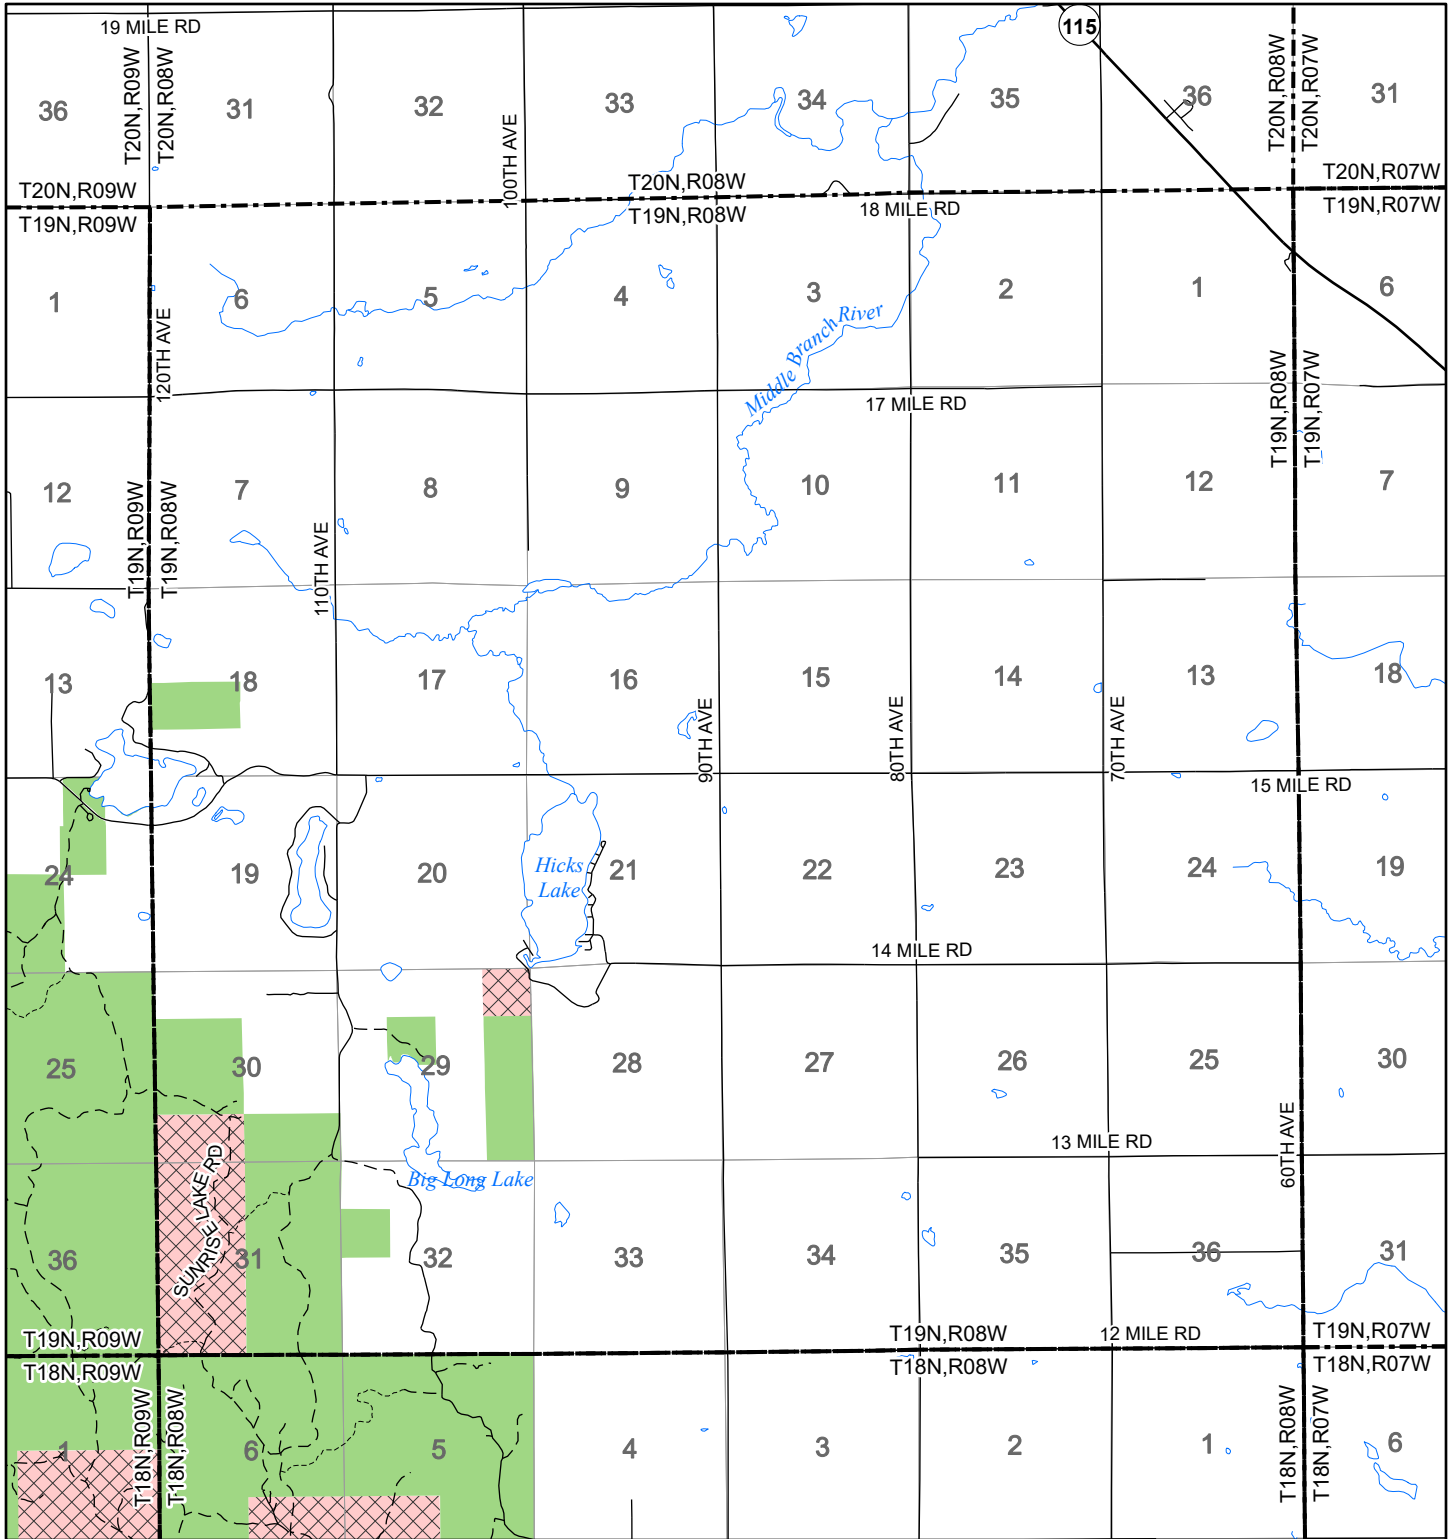 19 MILE RD
115
36
T20N,R09W
T20N,R08W
31
32
33
34
35
36
T20N,R08W
T20N,R07W
31
100TH AVE
T20N,R09W
T20N,R08W
T20N,R07W
T19N,R09W
T19N,R08W
18 MILE RD
T19N,R07W
1
6
5
4
3
2
1
6
120TH AVE
Middle Branch River
T19N,R08W
T19N,R07W
17 MILE RD
12
T19N,R09W
T19N,R08W
7
8
9
10
11
12
7
110TH AVE
13
18
17
16
15
14
13
18
90TH AVE
80TH AVE
70TH AVE
15 MILE RD
24
19
20
Hicks
Lake
21
22
23
24
19
14 MILE RD
25
30
29
28
27
26
25
30
60TH AVE
13 MILE RD
Big Long Lake
SUNRISE LAKE RD
36
31
32
33
34
35
36
31
T19N,R09W
T19N,R08W
12 MILE RD
T19N,R07W
T18N,R09W
T18N,R08W
T18N,R07W
1
T18N,R09W
T18N,R08W
6
5
4
3
2
1
T18N,R08W
T18N,R07W
6